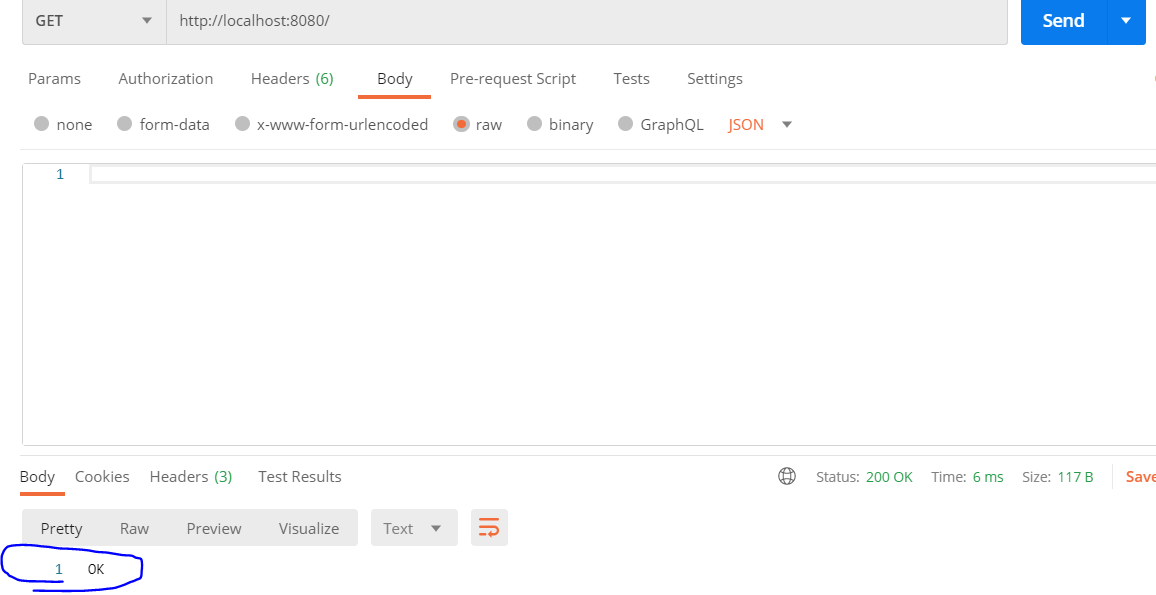 GET http://localhost:8080/ Send
Params Authorization Headers (6) Body Pre-request Script Tests Settings
none form-data x-www-form-urlencoded raw binary GraphQL JSON
1
Body Cookies Headers (3) Test Results Status: 200 OK Time: 6 ms Size: 117 B Save
Pretty Raw Preview Visualize Text
1 OK